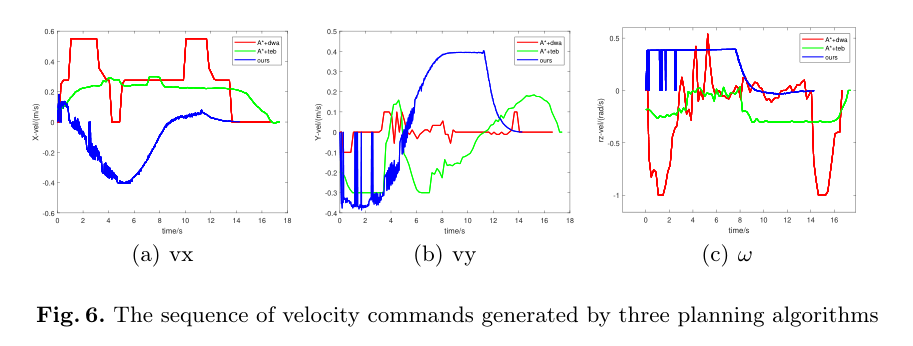 0.6
0.4
0.2
0
-0.2
-0.4
-0.6
X-vel/(m/s)
A*+dwa
A*+teb
ours
0 2 4 6 8 10 12 14 16 18
time/s
(a) vx
0.5
0.4
0.3
0.2
0.1
0
-0.1
-0.2
-0.3
-0.4
Y-vel/(m/s)
A*+dwa
A*+teb
ours
0 2 4 6 8 10 12 14 16 18
time/s
(b) vy
0.5
0
-0.5
-1
rz-vel(rad/s)
A*+dwa
A*+teb
ours
0 2 4 6 8 10 12 14 16
time/s
(c) ω
Fig. 6. The sequence of velocity commands generated by three planning algorithms